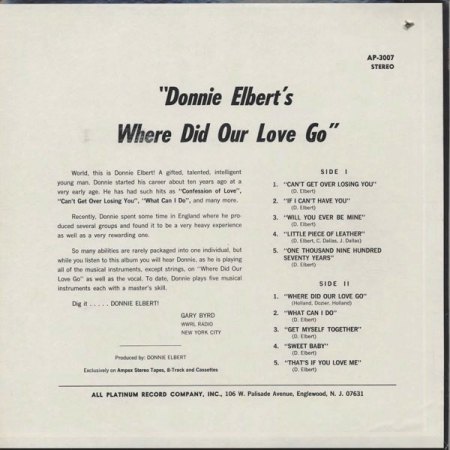 AP-3007
STEREO
"Donnie Elbert's
Where Did Our Love Go"
World, this is Donnie Elbert! A gifted, talented, intelligent
young man. Donnie started his career about ten years ago at a
very early age. He has had such hits as "Confession of Love",
"Can't Get Over Losing You", "What Can I Do", and many more.
Recently, Donnie spent some time in England where he pro-
duced several groups and found it to be a very heavy experience
as well as a very rewarding one.
So many abilities are rarely packaged into one individual, but
while you listen to this album you will hear Donnie, as he is playing
all of the musical instruments, except strings, on "Where Did Our
Love Go" as well as the vocal. To date, Donnie plays five musical
instruments each with a master's skill.
Dig it . . . . . DONNIE ELBERT!
GARY BYRD
WWRL RADIO
NEW YORK CITY
Produced by: DONNIE ELBERT
Exclusively on Ampex Stereo Tapes, 8-Track and Cassettes
SIDE I
1. "CAN'T GET OVER LOSING YOU"
(D. Elbert)
2. "IF I CAN'T HAVE YOU"
(D. Elbert)
3. "WILL YOU EVER BE MINE"
(D. Elbert)
4. "LITTLE PIECE OF LEATHER"
(D. Elbert, C. Dallas, J. Dallas)
5. "ONE THOUSAND NINE HUNDRED
SEVENTY YEARS"
(D. Elbert)
SIDE II
1. "WHERE DID OUR LOVE GO"
(Holland, Dozier, Holland)
2. "WHAT CAN I DO"
(D. Elbert)
3. "GET MYSELF TOGETHER"
(D. Elbert)
4. "SWEET BABY"
(D. Elbert)
5. "THAT'S IF YOU LOVE ME"
(D. Elbert)
ALL PLATINUM RECORD COMPANY, INC., 106 W. Palisade Avenue, Englewood, N. J. 07631